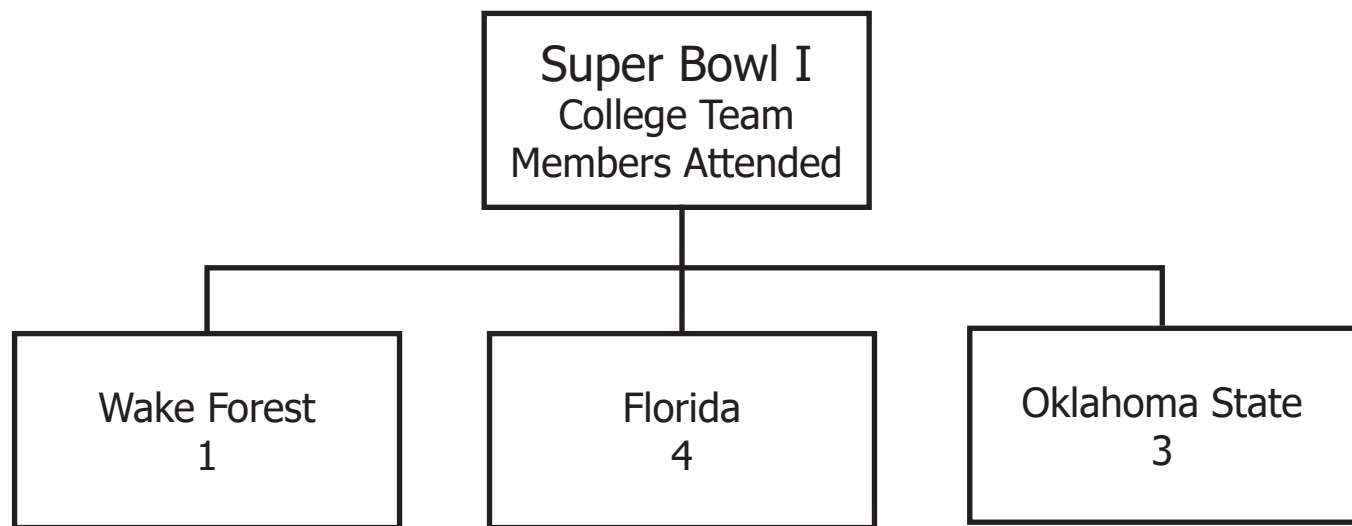 Super Bowl I
College Team
Members Attended
Wake Forest
1
Florida
4
Oklahoma State
3